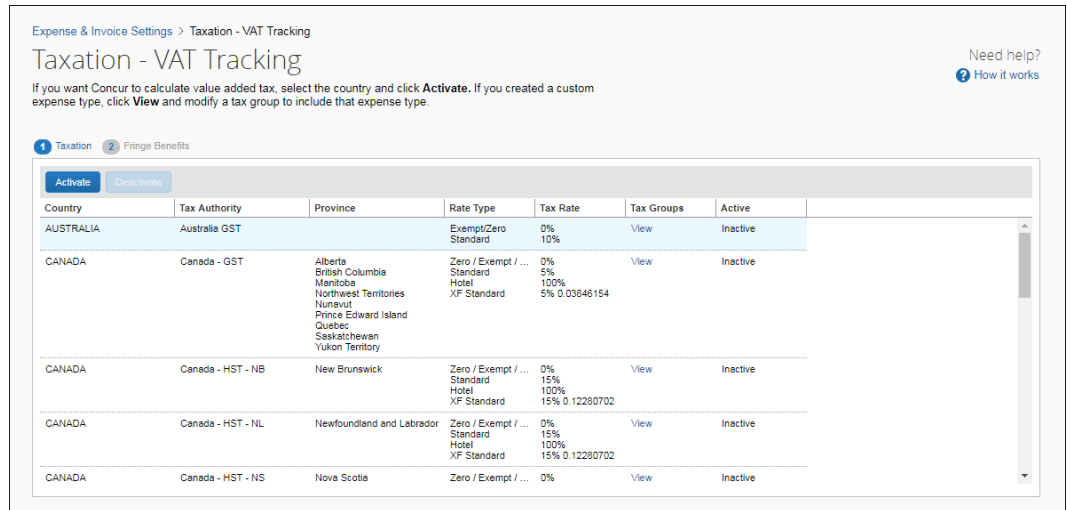 Expense & Invoice Settings > Taxation - VAT Tracking
Taxation - VAT Tracking
Need help?
? How it works
If you want Concur to calculate value added tax, select the country and click Activate. If you created a custom
expense type, click View and modify a tax group to include that expense type.
1 Taxation 2 Fringe Benefits
Activate Deactivate
Country Tax Authority Province Rate Type Tax Rate Tax Groups Active
AUSTRALIA Australia GST Exempt/Zero 0% View Inactive
Standard 10%
CANADA Canada - GST Alberta Zero / Exempt / ... 0% View Inactive
British Columbia Standard 5%
Manitoba Hotel 100%
Northwest Territories XF Standard 5% 0.03846154
Nunavut
Prince Edward Island
Quebec
Saskatchewan
Yukon Territory
CANADA Canada - HST - NB New Brunswick Zero / Exempt / ... 0% View Inactive
Standard 15%
Hotel 100%
XF Standard 15% 0.12280702
CANADA Canada - HST - NL Newfoundland and Labrador Zero / Exempt / ... 0% View Inactive
Standard 15%
Hotel 100%
XF Standard 15% 0.12280702
CANADA Canada - HST - NS Nova Scotia Zero / Exempt / ... 0% View Inactive